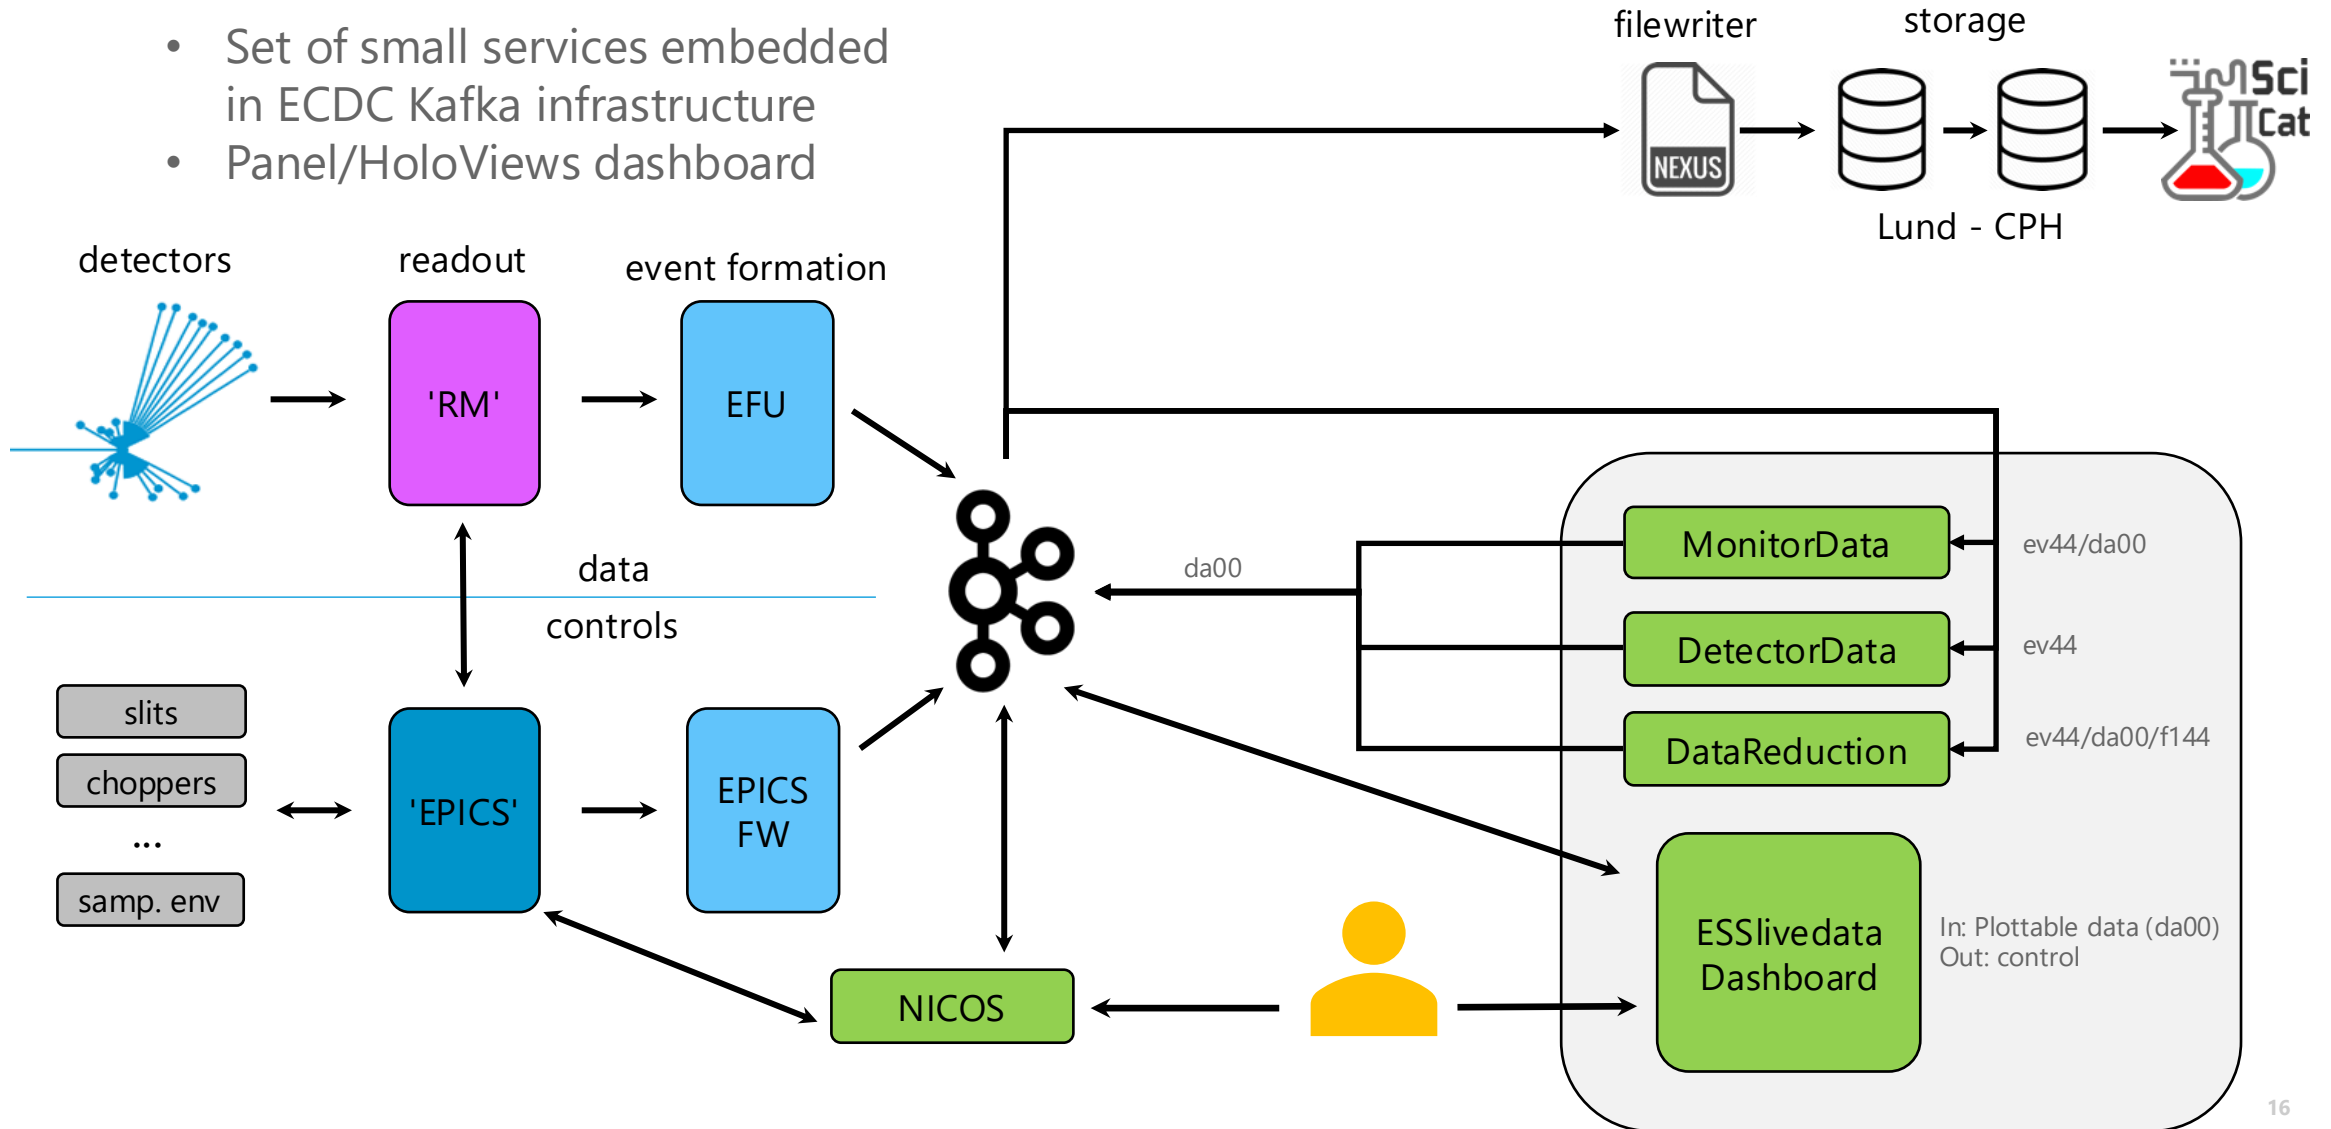 • Set of small services embedded
in ECDC Kafka infrastructure
• Panel/HoloViews dashboard
filewriter
storage
NEXUS
Sci
Cat
Lund - CPH
detectors
readout
event formation
'RM'
EFU
data
controls
slits
choppers
...
samp. env
'EPICS'
EPICS
FW
NICOS
da00
MonitorData
ev44/da00
DetectorData
ev44
DataReduction
ev44/da00/f144
ESSlivedata
Dashboard
In: Plottable data (da00)
Out: control
16